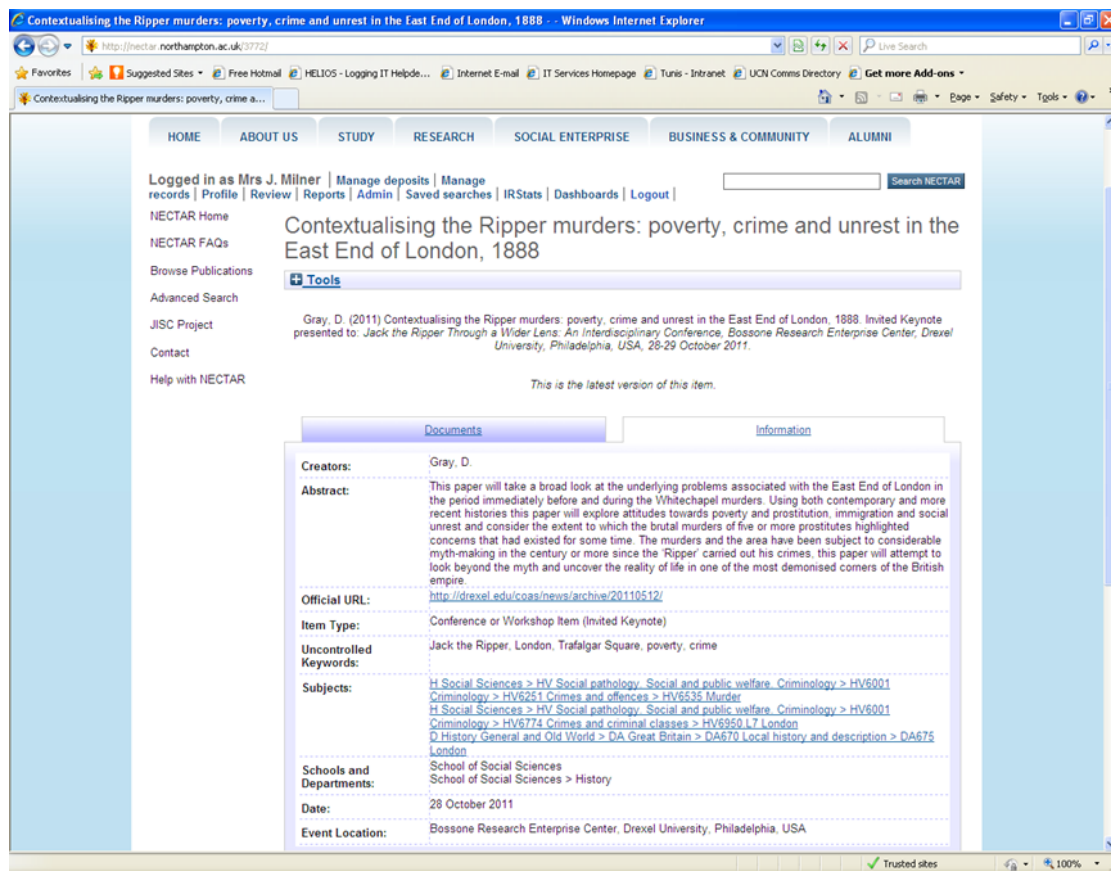 Contextualising the Ripper murders: poverty, crime and unrest in the East End of London, 1888 - - Windows Internet Explorer
http://nectar.northampton.ac.uk/3772/
Live Search
Favorites Suggested Sites Free Hotmail HELIOS - Logging IT Helpde... Internet E-mail IT Services Homepage Tunis - Intranet UCN Comms Directory Get more Add-ons
Contextualising the Ripper murders: poverty, crime a...
Page Safety Tools
HOME ABOUT US STUDY RESEARCH SOCIAL ENTERPRISE BUSINESS & COMMUNITY ALUMNI
Logged in as Mrs J. Milner | Manage deposits | Manage
records | Profile | Review | Reports | Admin | Saved searches | IRStats | Dashboards | Logout |
Search NECTAR
NECTAR Home
NECTAR FAQs
Browse Publications
Advanced Search
JISC Project
Contact
Help with NECTAR
Contextualising the Ripper murders: poverty, crime and unrest in the
East End of London, 1888
Tools
Gray, D. (2011) Contextualising the Ripper murders: poverty, crime and unrest in the East End of London, 1888. Invited Keynote
presented to: Jack the Ripper Through a Wider Lens: An Interdisciplinary Conference, Bossone Research Enterprise Center, Drexel
University, Philadelphia, USA, 28-29 October 2011.
This is the latest version of this item.
Documents
Information
Creators: Gray, D.
Abstract: This paper will take a broad look at the underlying problems associated with the East End of London in
the period immediately before and during the Whitechapel murders. Using both contemporary and more
recent histories this paper will explore attitudes towards poverty and prostitution, immigration and social
unrest and consider the extent to which the brutal murders of five or more prostitutes highlighted
concerns that had existed for some time. The murders and the area have been subject to considerable
myth-making in the century or more since the 'Ripper' carried out his crimes, this paper will attempt to
look beyond the myth and uncover the reality of life in one of the most demonised corners of the British
empire.
Official URL: http://drexel.edu/coas/news/archive/20110512/
Item Type: Conference or Workshop Item (Invited Keynote)
Uncontrolled
Keywords:
Jack the Ripper, London, Trafalgar Square, poverty, crime
Subjects: H Social Sciences > HV Social pathology. Social and public welfare. Criminology > HV6001
Criminology > HV6251 Crimes and offences > HV6535 Murder
H Social Sciences > HV Social pathology. Social and public welfare. Criminology > HV6001
Criminology > HV6774 Crimes and criminal classes > HV6950.L7 London
D History General and Old World > DA Great Britain > DA670 Local history and description > DA675
London
Schools and
Departments:
School of Social Sciences
School of Social Sciences > History
Date: 28 October 2011
Event Location: Bossone Research Enterprise Center, Drexel University, Philadelphia, USA
Trusted sites
100%